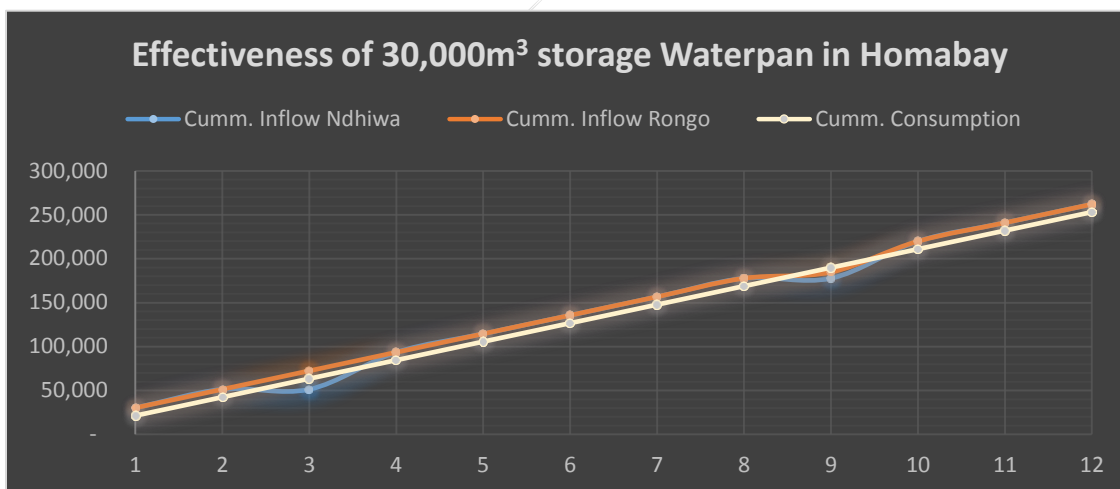 Effectiveness of 30,000m³ storage Waterpan in Homabay
Cumm. Inflow Ndhiwa Cumm. Inflow Rongo Cumm. Consumption
300,000
250,000
200,000
150,000
100,000
50,000
-
1 2 3 4 5 6 7 8 9 10 11 12